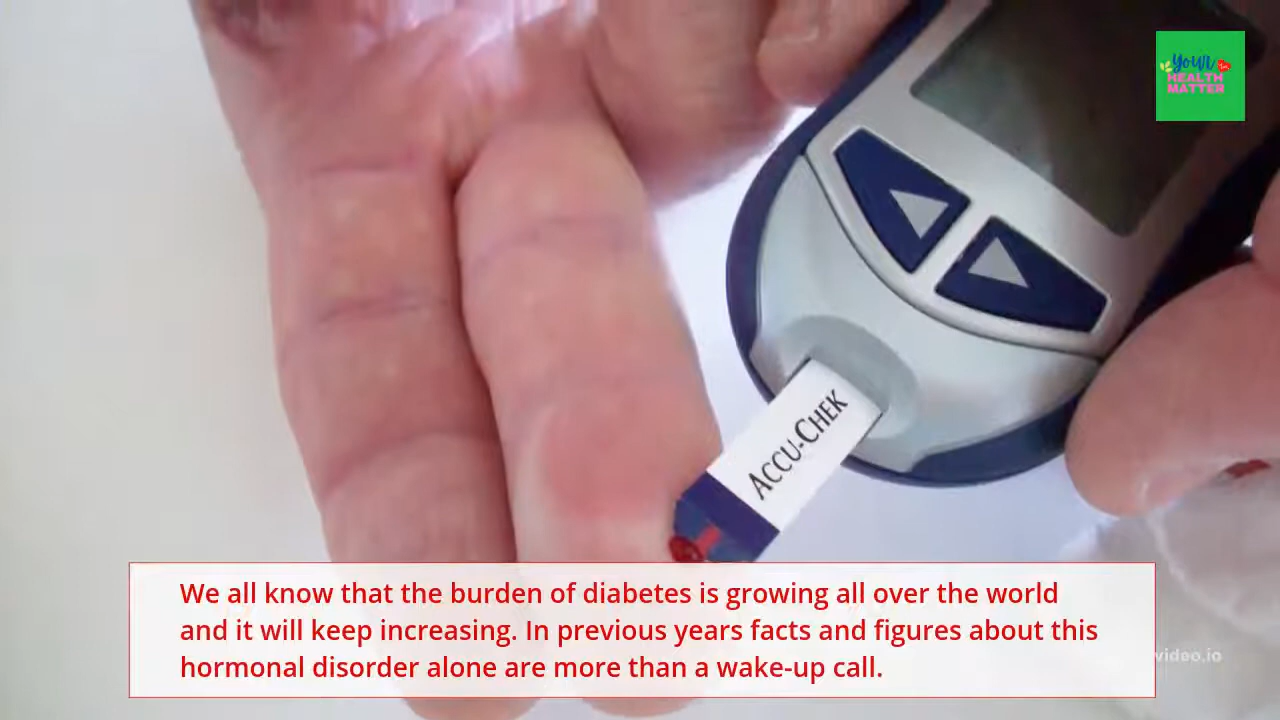 Your
HEALTH
MATTER
ACCU-CHEK
We all know that the burden of diabetes is growing all over the world
and it will keep increasing. In previous years facts and figures about this
hormonal disorder alone are more than a wake-up call.
video.io